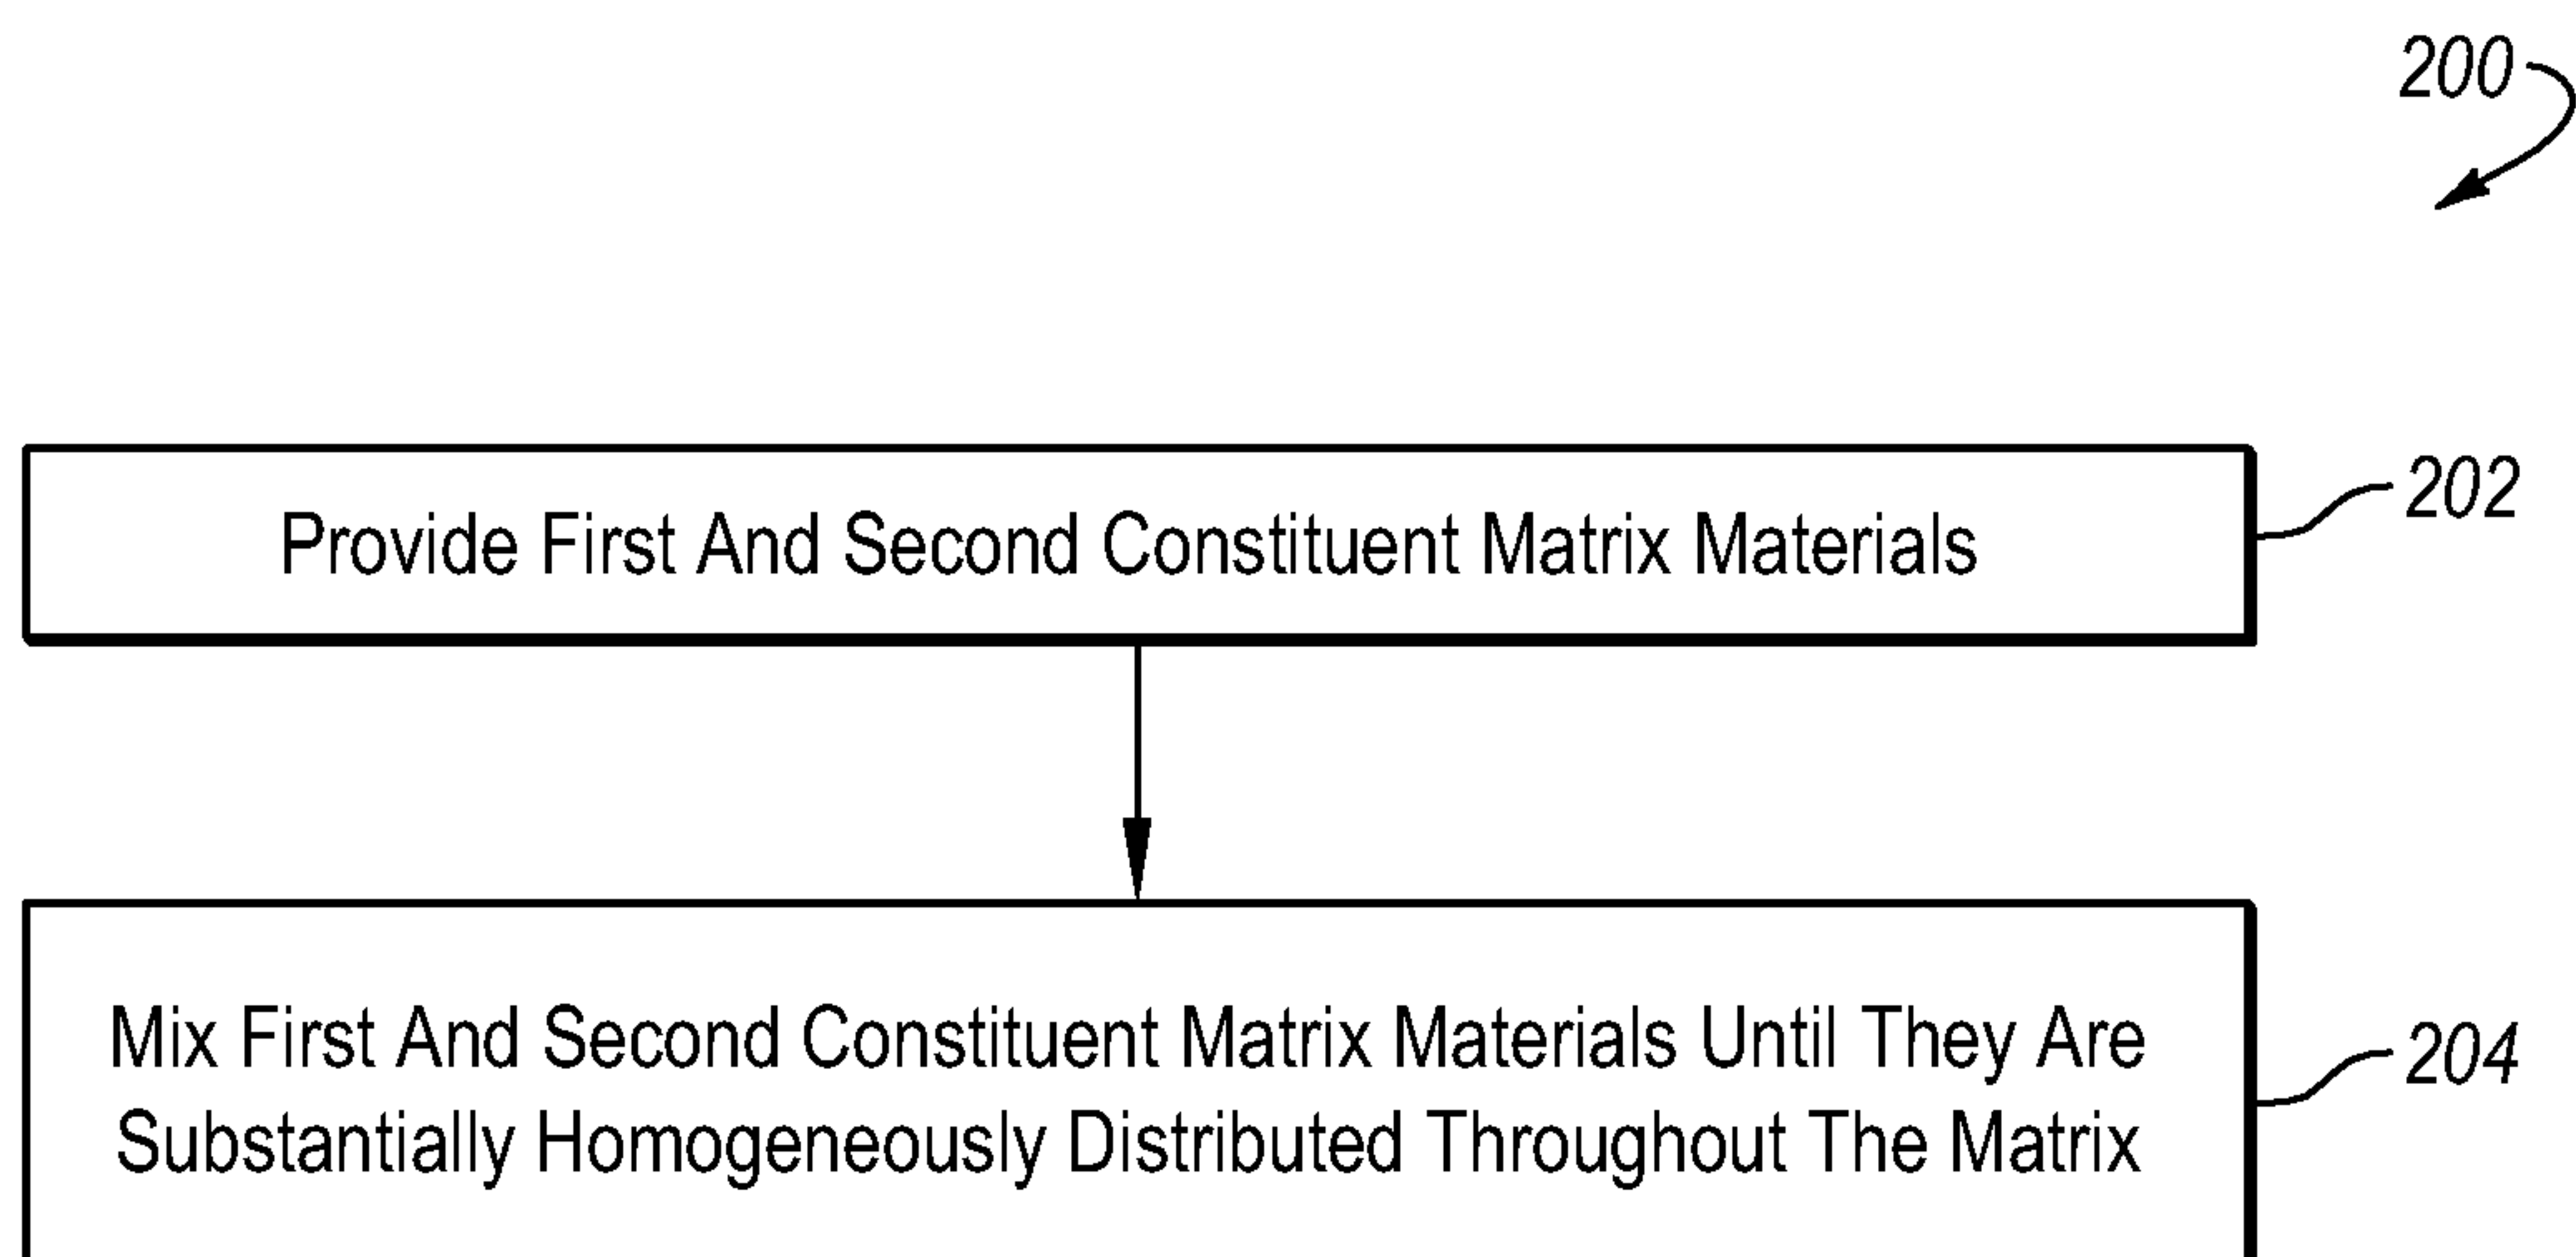 200
Provide First And Second Constituent Matrix Materials
202
Mix First And Second Constituent Matrix Materials Until They Are
Substantially Homogeneously Distributed Throughout The Matrix
204